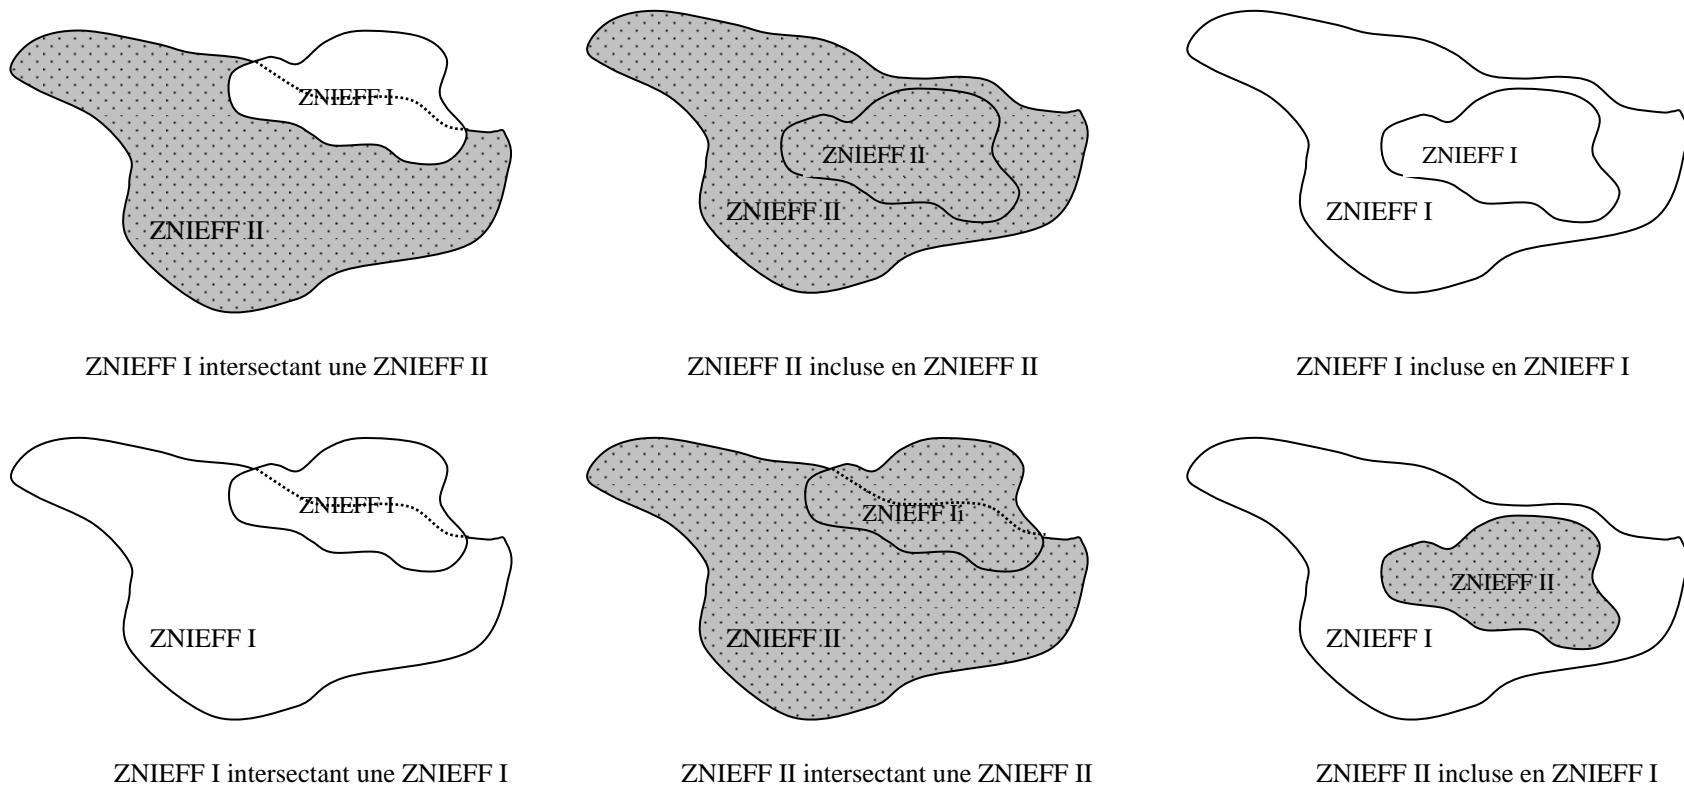 ZNIEFF I
ZNIEFF II
ZNIEFF I intersectant une ZNIEFF II
ZNIEFF II
ZNIEFF II
ZNIEFF II incluse en ZNIEFF II
ZNIEFF I
ZNIEFF I
ZNIEFF I incluse en ZNIEFF I
ZNIEFF I
ZNIEFF I
ZNIEFF I intersectant une ZNIEFF I
ZNIEFF Ii
ZNIEFF II
ZNIEFF II intersectant une ZNIEFF II
ZNIEFF II
ZNIEFF I
ZNIEFF II incluse en ZNIEFF I